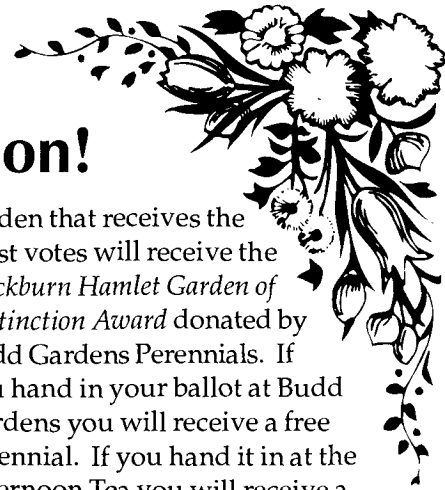 on!
den that receives the
st votes will receive the
ckburn Hamlet Garden of
tinction Award donated by
dd Gardens Perennials. If
u hand in your ballot at Budd
rdens you will receive a free
ennial. If you hand it in at the
ernoon Tea you will receive a